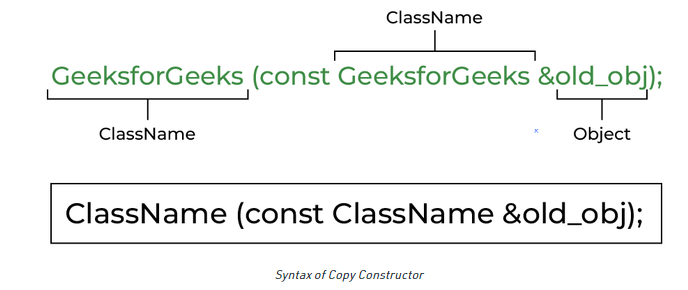 ClassName
GeeksforGeeks (const GeeksforGeeks &old_obj);
ClassName
Object
ClassName (const ClassName &old_obj);
Syntax of Copy Constructor